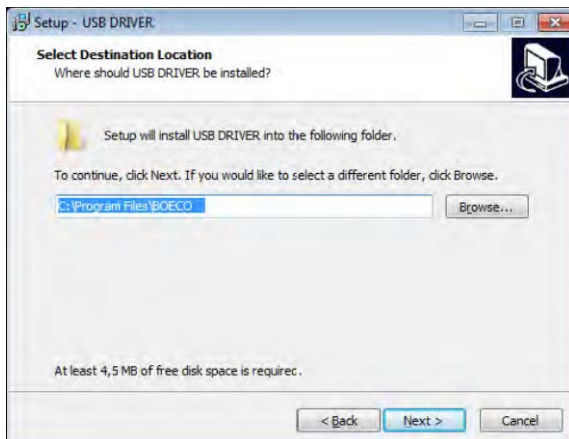 Setup - USB DRIVER
Select Destination Location
Where should USB DRIVER be installed?
Setup will install USB DRIVER into the following folder.
To continue, click Next. If you would like to select a different folder, click Browse.
C:\Program Files\BOECO
Browse...
At least 4,5 MB of free disk space is required.
< Back
Next >
Cancel